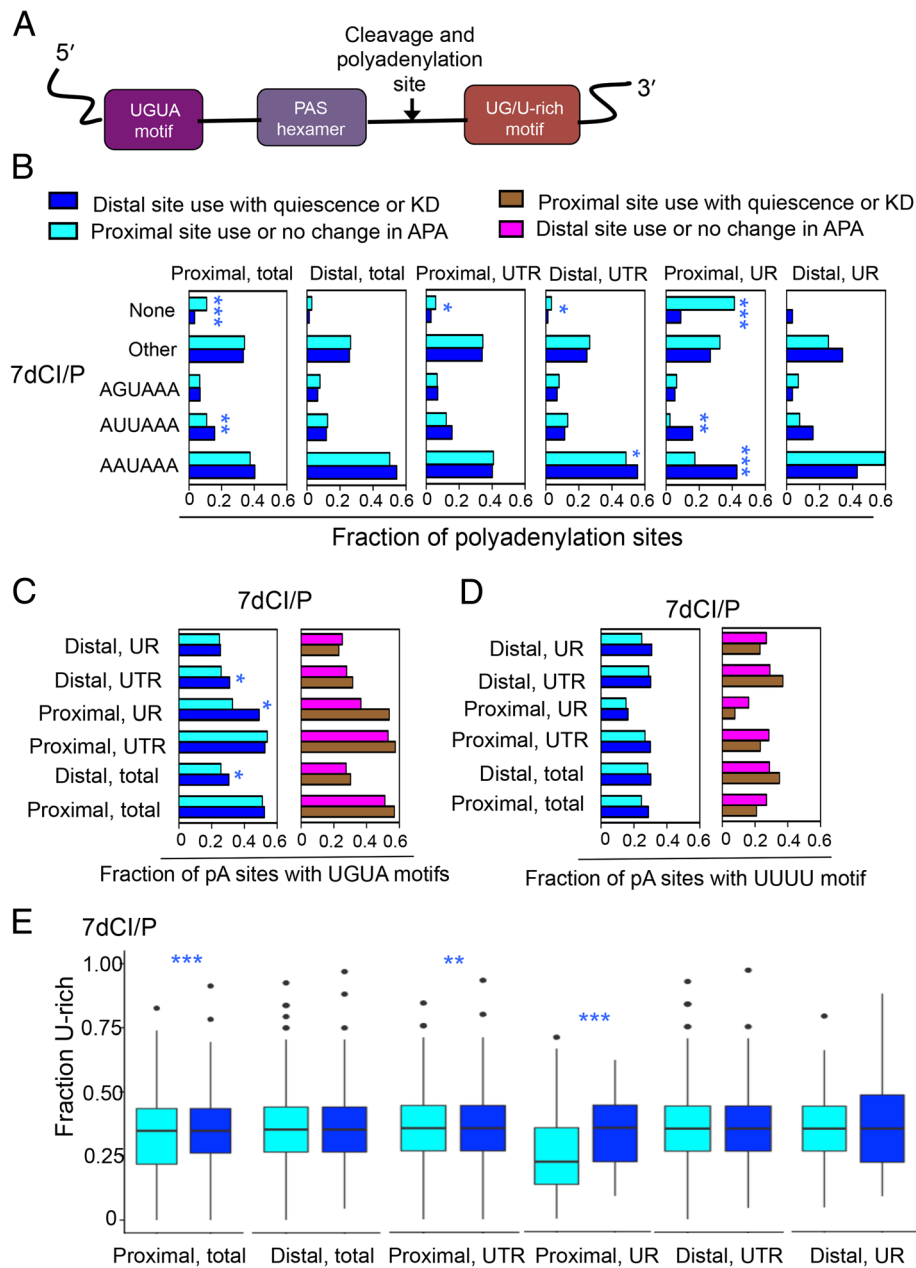 A
5′
Cleavage and
polyadenylation
site
3′
UGUA
motif
PAS
hexamer
UG/U-rich
motif
B
Distal site use with quiescence or KD
Proximal site use with quiescence or KD
Proximal site use or no change in APA
Distal site use or no change in APA
Proximal, total
Distal, total
Proximal, UTR
Distal, UTR
Proximal, UR
Distal, UR
7dCI/P
None
Other
AGUAAA
AUUAAA
AAUAAA
***
**
*
*
*
***
**
***
0 0.2 0.4 0.6
0 0.2 0.4 0.6
0 0.2 0.4 0.6
0 0.2 0.4 0.6
0 0.2 0.4 0.6
0 0.2 0.4 0.6
Fraction of polyadenylation sites
C
7dCI/P
Distal, UR
Distal, UTR *
Proximal, UR *
Proximal, UTR
Distal, total *
Proximal, total
0 0.2 0.4 0.6
0 0.2 0.4 0.6
Fraction of pA sites with UGUA motifs
D
7dCI/P
Distal, UR
Distal, UTR
Proximal, UR
Proximal, UTR
Distal, total
Proximal, total
0 0.2 0.4 0.6
0 0.2 0.4 0.6
Fraction of pA sites with UUUU motif
E
7dCI/P
Fraction U-rich
1.00
0.75
0.50
0.25
0
***
**
***
Proximal, total
Distal, total
Proximal, UTR
Proximal, UR
Distal, UTR
Distal, UR